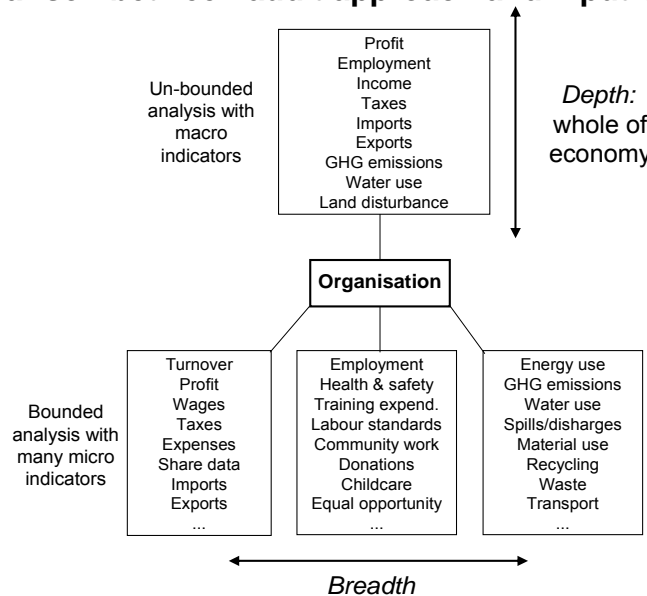 Profit
Employment
Income
Taxes
Imports
Exports
GHG emissions
Water use
Land disturbance
Un-bounded
analysis with
macro
indicators
Depth:
whole of
economy
Organisation
Turnover
Profit
Wages
Taxes
Expenses
Share data
Imports
Exports
...
Employment
Health & safety
Training expend.
Labour standards
Community work
Donations
Childcare
Equal opportunity
...
Energy use
GHG emissions
Water use
Spills/disharges
Material use
Recycling
Waste
Transport
...
Bounded
analysis with
many micro
indicators
Breadth